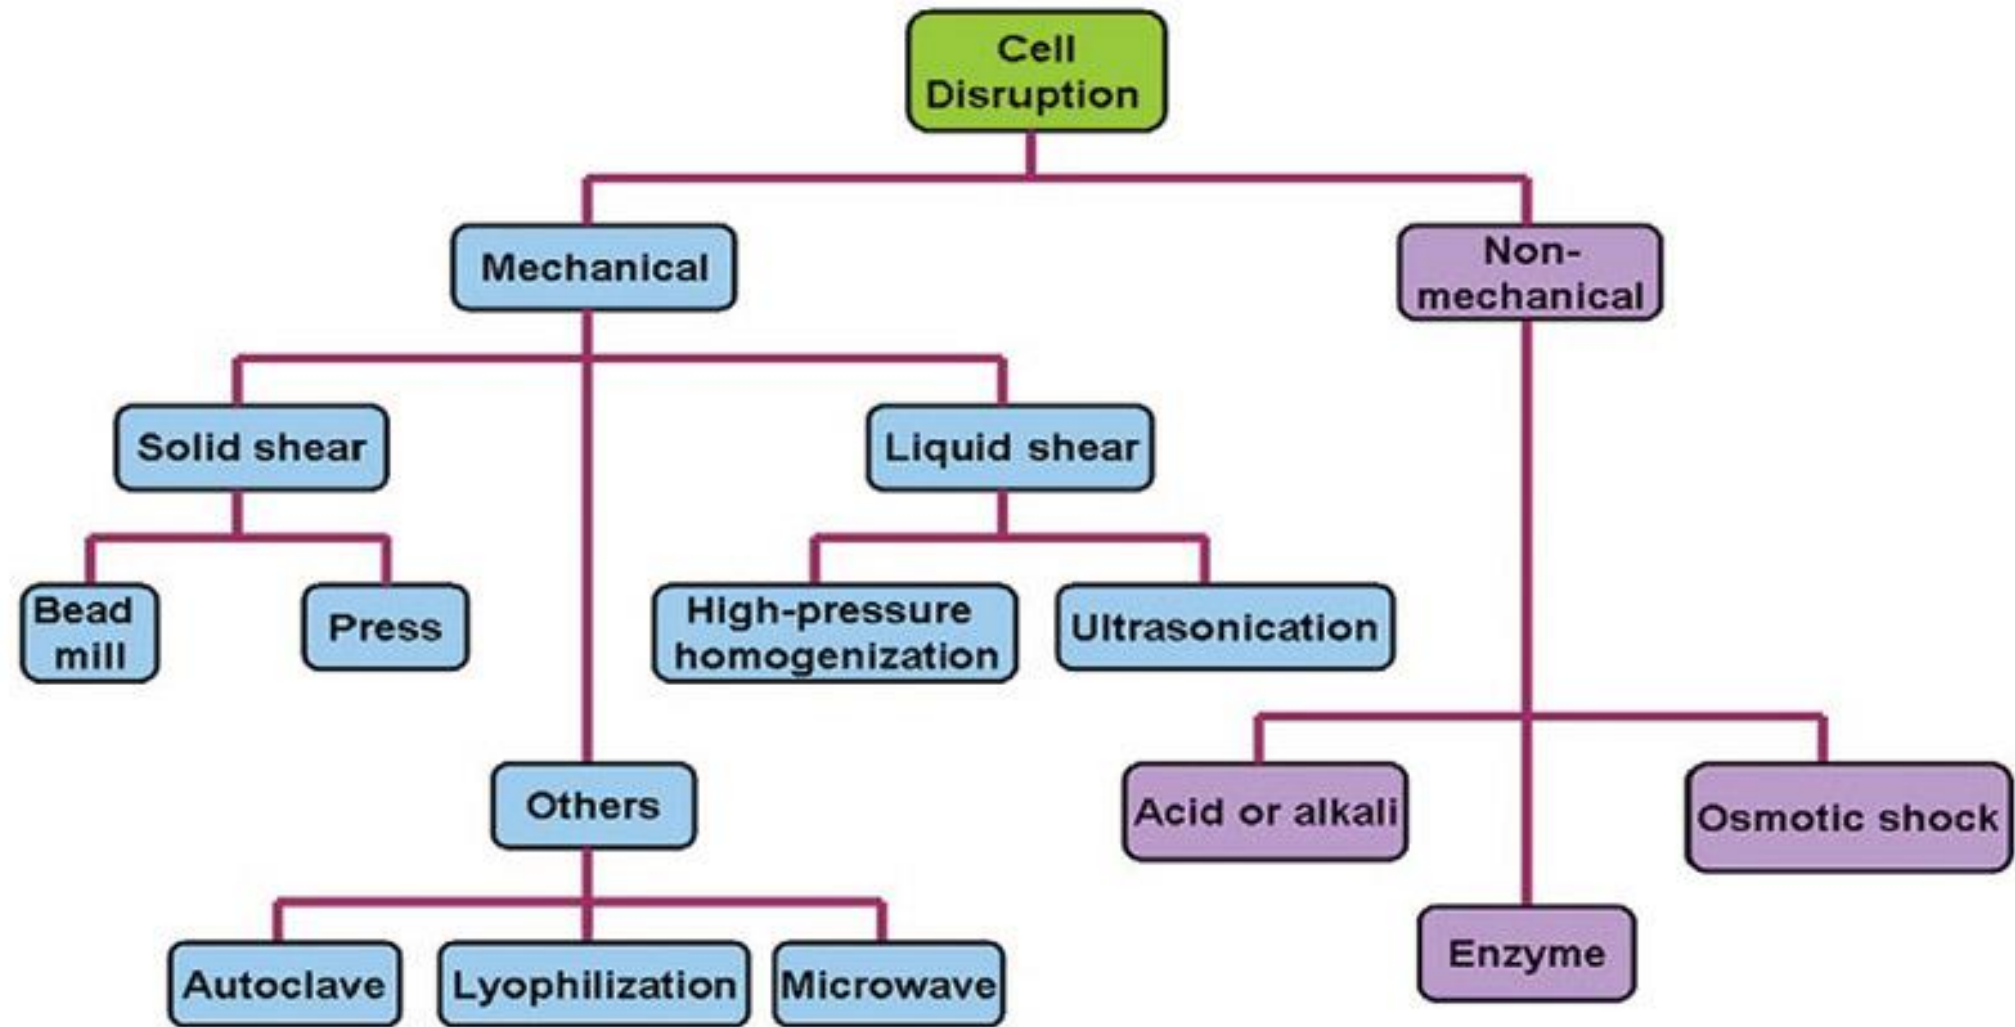 Cell
Disruption
Mechanical
Non-
mechanical
Solid shear
Liquid shear
Bead
mill
Press
High-pressure
homogenization
Ultrasonication
Others
Acid or alkali
Osmotic shock
Enzyme
Autoclave
Lyophilization
Microwave